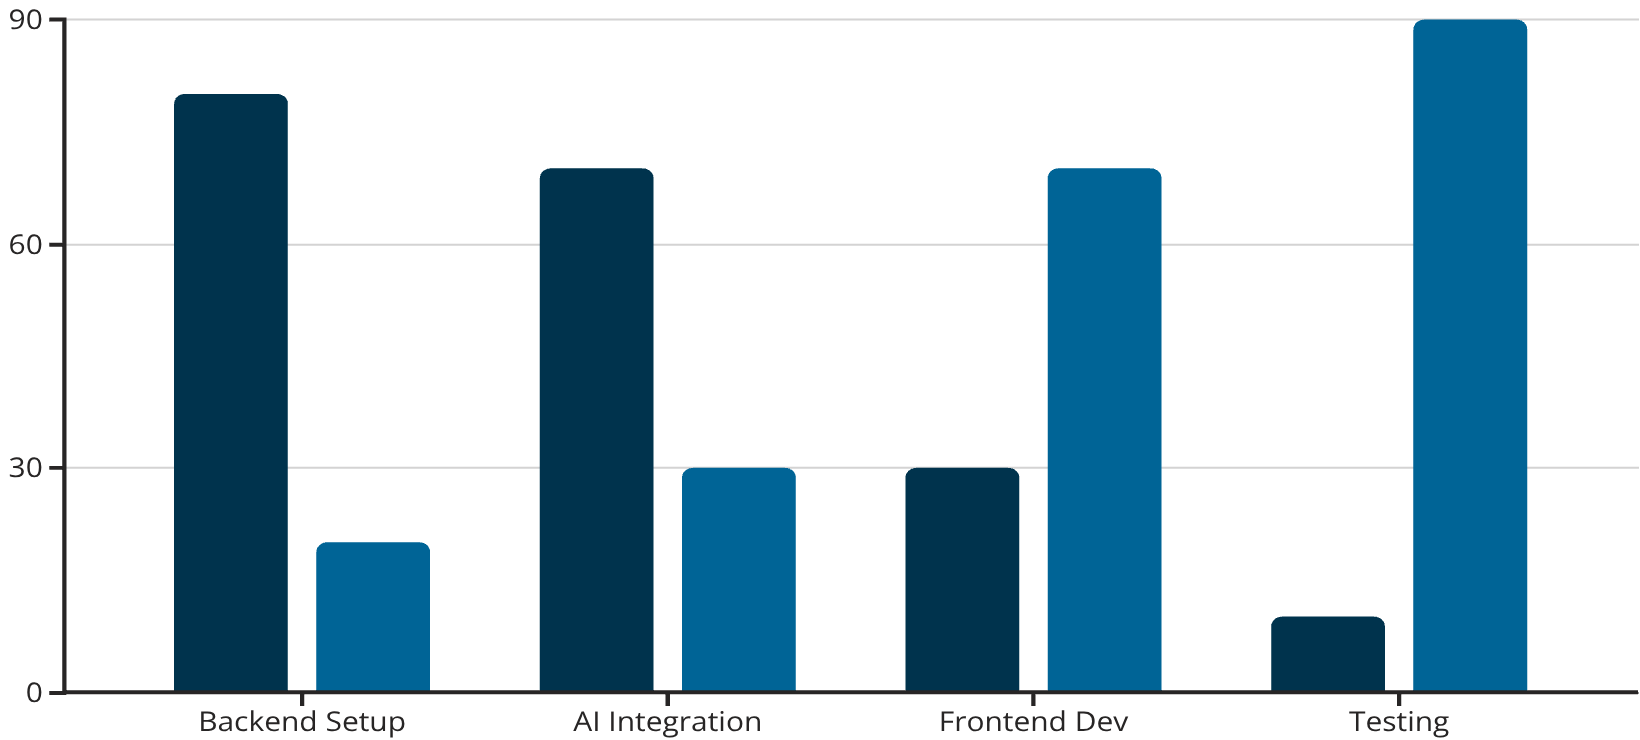 90
60
30
0
Backend Setup
AI Integration
Frontend Dev
Testing